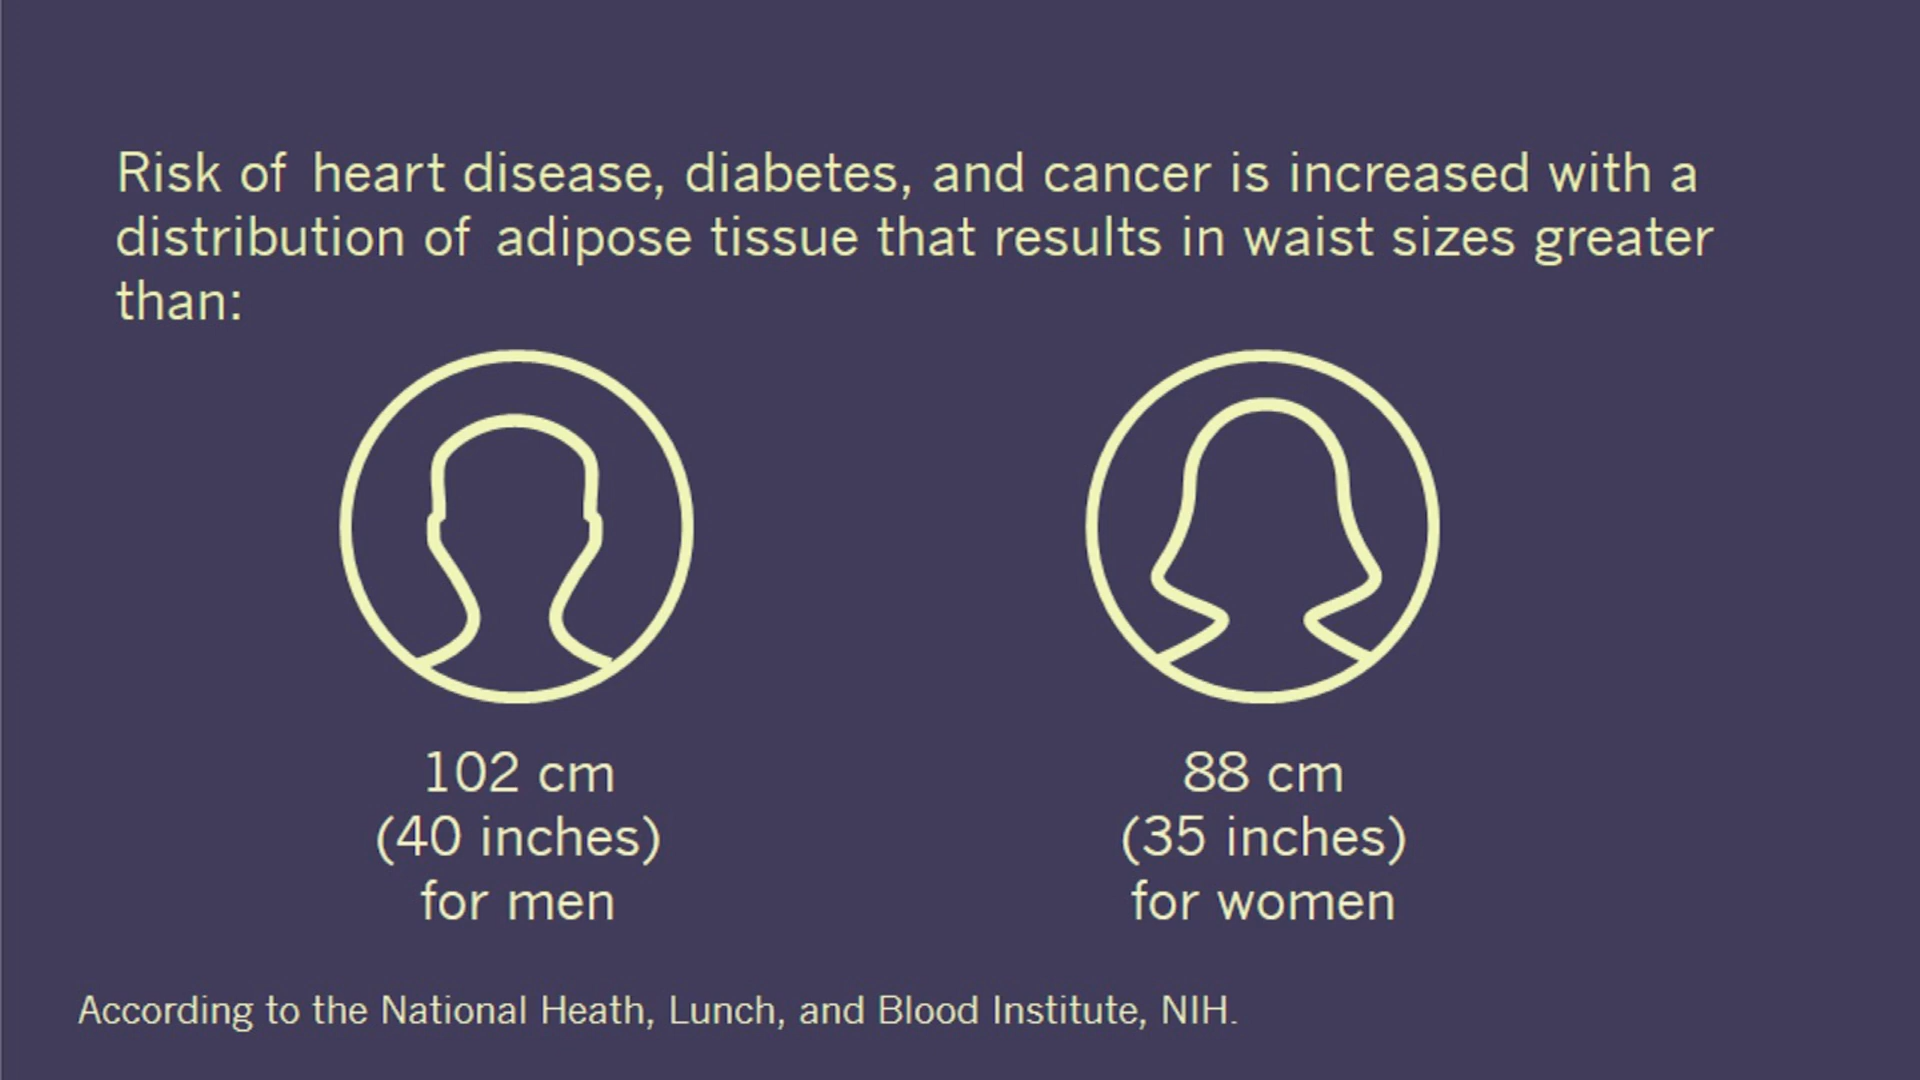 Risk of heart disease, diabetes, and cancer is increased with a
distribution of adipose tissue that results in waist sizes greater
than:
102 cm
(40 inches)
for men
88 cm
(35 inches)
for women
According to the National Heath, Lunch, and Blood Institute, NIH.